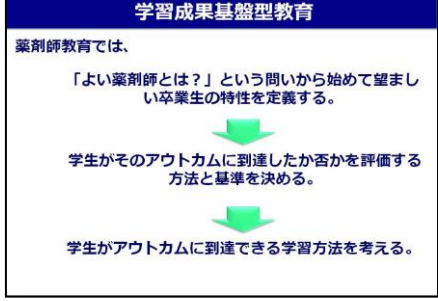 学習成果基盤型教育
薬剤師教育では、
「よい薬剤師とは？」という問いから始めて望まし
い卒業生の特性を定義する。
学生がそのアウトカムに到達したか否かを評価する
方法と基準を決める。
学生がアウトカムに到達できる学習方法を考える。